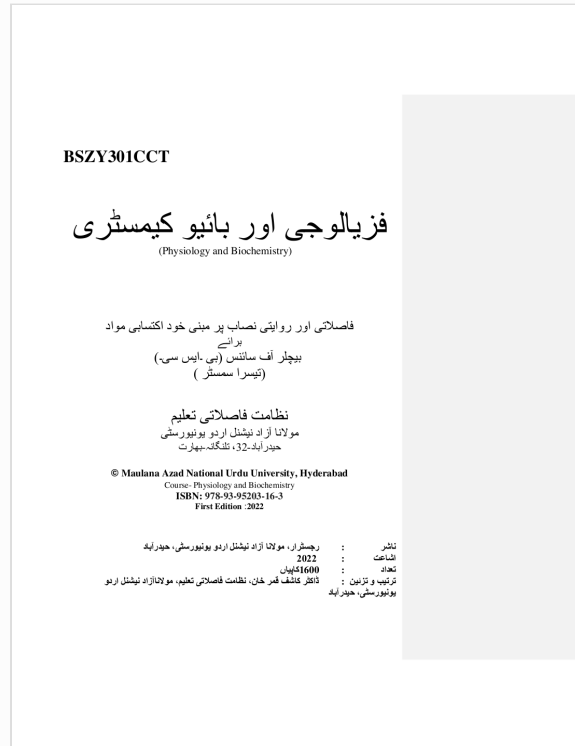 BSZY301CCT
فزیالوجی اور بائیو کیمسٹری
(Physiology and Biochemistry)
فاصلاتی اور روایتی نصاب پر مبنی خود اکتسابی مواد
برائے
بیچلر آف سائنس (بی ۔ایس سی۔)
(تیسرا سمسٹر )
نظامت فاصلاتی تعلیم
مولانا آزاد نیشنل اردو یونیورسٹی
حیدرآباد-32، تلنگانہ-بھارت
© Maulana Azad National Urdu University, Hyderabad
Course- Physiology and Biochemistry
ISBN: 978-93-95203-16-3
First Edition :2022
ناشر : رجسٹرار، مولانا آزاد نیشنل اردو یونیورسٹی، حیدرآباد
اشاعت : 2022
تعداد : 1600کاپیاں
ترتیب و تزئین : ڈاکٹر کاشف قمر خان، نظامت فاصلاتی تعلیم، مولاناآزاد نیشنل اردو
یونیورسٹی، حیدرآباد